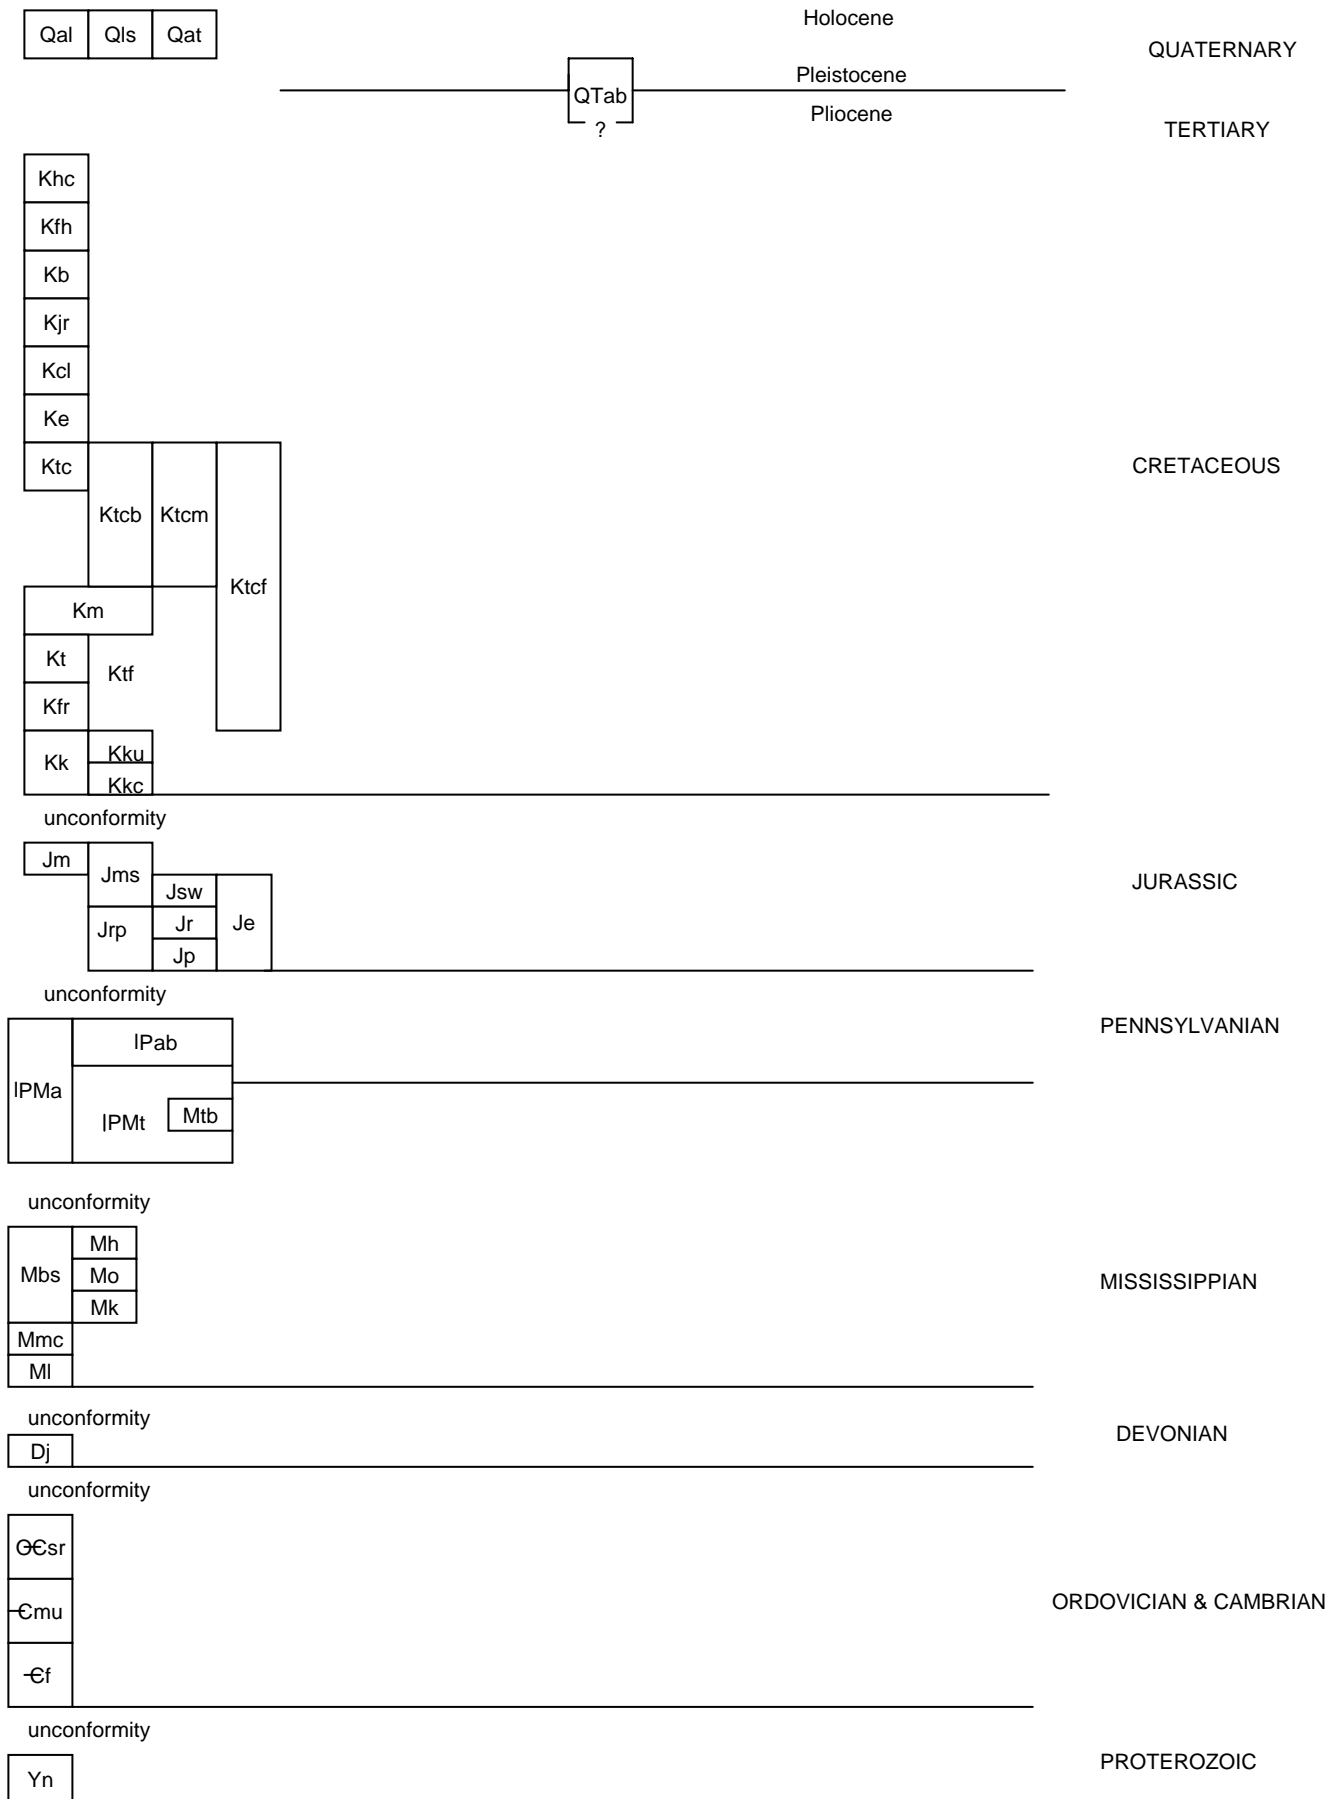 Holocene
Qal Qls Qat
QUATERNARY
Pleistocene
QTab
Pliocene
?
TERTIARY
Khc
Kfh
Kb
Kjr
Kcl
Ke
Ktc
CRETACEOUS
Ktcb Ktcm
Ktcf
Km
Kt
Ktf
Kfr
Kku
Kk
Kkc
unconformity
Jm
Jms
JURASSIC
Jsw
Jrp Jr Je
Jp
unconformity
PENNSYLVANIAN
lPab
lPMa
lPMt Mtb
unconformity
Mh
Mbs Mo
MISSISSIPPIAN
Mk
Mmc
Ml
unconformity
DEVONIAN
Dj
unconformity
OЄsr
Єmu
ORDOVICIAN & CAMBRIAN
Єf
unconformity
PROTEROZOIC
Yn